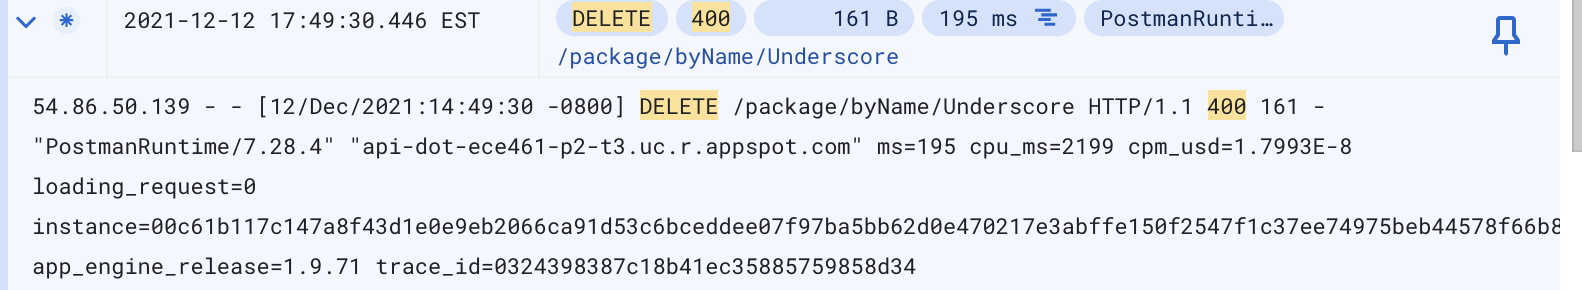 2021-12-12 17:49:30.446 EST DELETE 400 161 B 195 ms PostmanRunti…
/package/byName/Underscore
54.86.50.139 - - [12/Dec/2021:14:49:30 -0800] DELETE /package/byName/Underscore HTTP/1.1 400 161 -
"PostmanRuntime/7.28.4" "api-dot-ece461-p2-t3.uc.r.appspot.com" ms=195 cpu_ms=2199 cpm_usd=1.7993E-8
loading_request=0
instance=00c61b117c147a8f43d1e0e9eb2066ca91d53c6bceddee07f97ba5bb62d0e470217e3abffe150f2547f1c37ee74975beb44578f66b8
app_engine_release=1.9.71 trace_id=0324398387c18b41ec35885759858d34